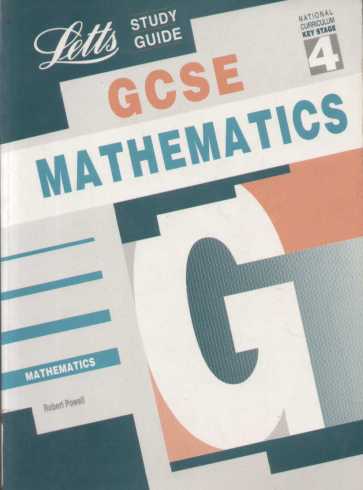 Letts
STUDY
GUIDE
NATIONAL
CURRICULUM
KEY STAGE
4
GCSE
MATHEMATICS
G
MATHEMATICS
Robert Powell